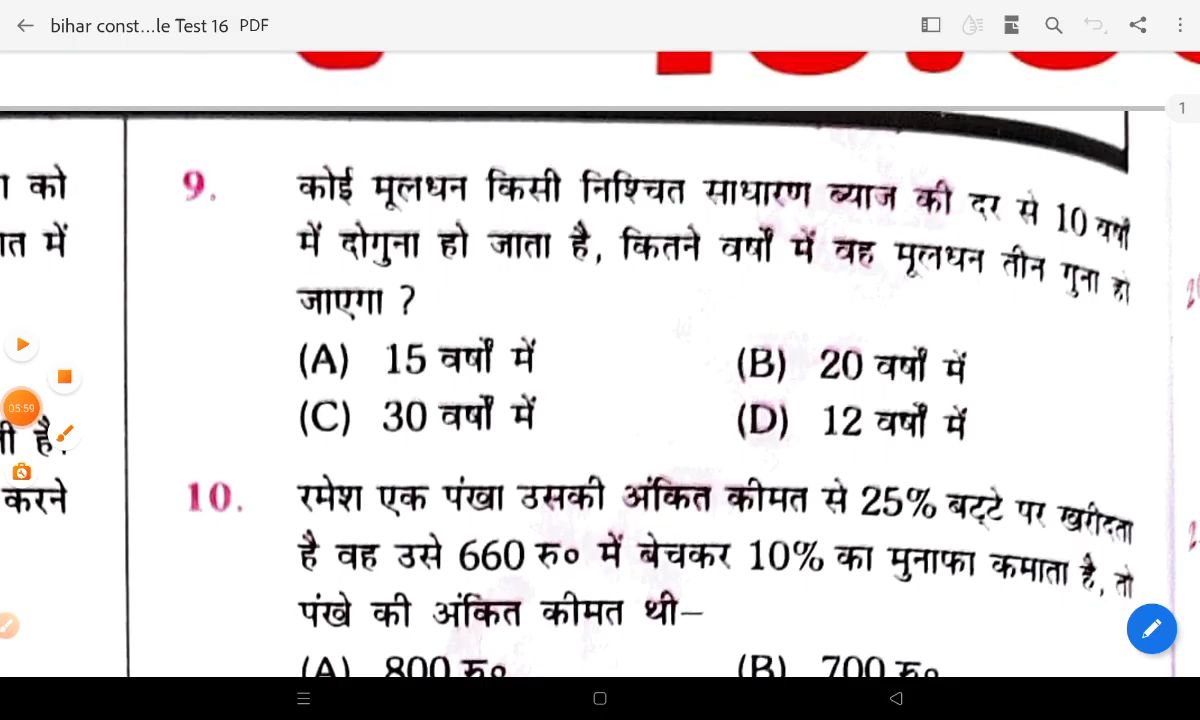 bihar const...le Test 16 PDF
1
ा को
9. कोई मूलधन किसी निश्चित साधारण ब्याज की दर से 10 वर्षों
ात में
में दोगुना हो जाता है, कितने वर्षों में वह मूलधन तीन गुना हो
जाएगा ?
(A) 15 वर्षों में (B) 20 वर्षों में
(C) 30 वर्षों में (D) 12 वर्षों में
05:59
ी है.
करने
10. रमेश एक पंखा उसकी अंकित कीमत से 25% बट्टे पर खरीदता
है वह उसे 660 रु० में बेचकर 10% का मुनाफा कमाता है, तो
पंखे की अंकित कीमत थी–
(A) 800 रु० (B) 700 रु०